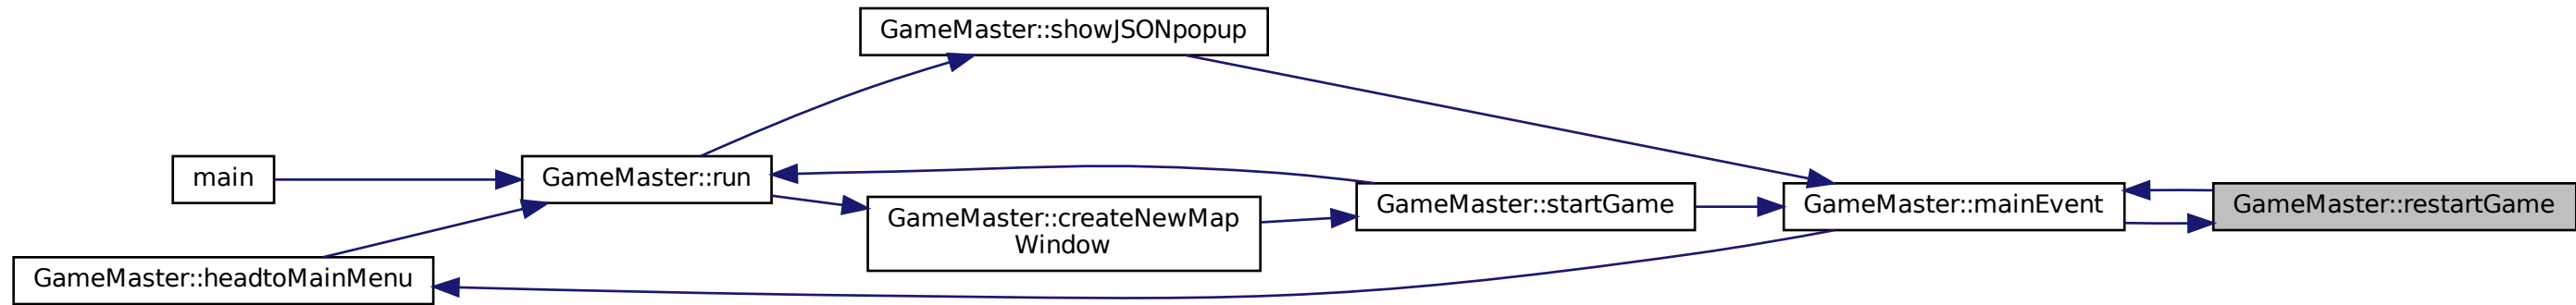 GameMaster::showJSONpopup
main
GameMaster::run
GameMaster::createNewMap
Window
GameMaster::startGame
GameMaster::mainEvent
GameMaster::restartGame
GameMaster::headtoMainMenu